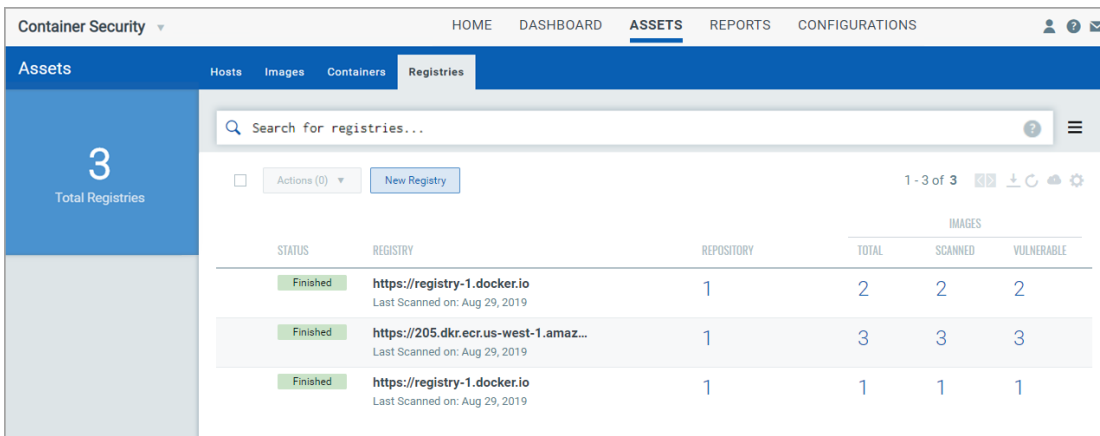 Container Security
HOME DASHBOARD ASSETS REPORTS CONFIGURATIONS
Assets
Hosts Images Containers Registries
3
Total Registries
Search for registries...
Actions (0) New Registry
1 - 3 of 3
IMAGES
STATUS REGISTRY REPOSITORY TOTAL SCANNED VULNERABLE
Finished https://registry-1.docker.io 1 2 2 2
Last Scanned on: Aug 29, 2019
Finished https://205.dkr.ecr.us-west-1.amaz... 1 3 3 3
Last Scanned on: Aug 29, 2019
Finished https://registry-1.docker.io 1 1 1 1
Last Scanned on: Aug 29, 2019